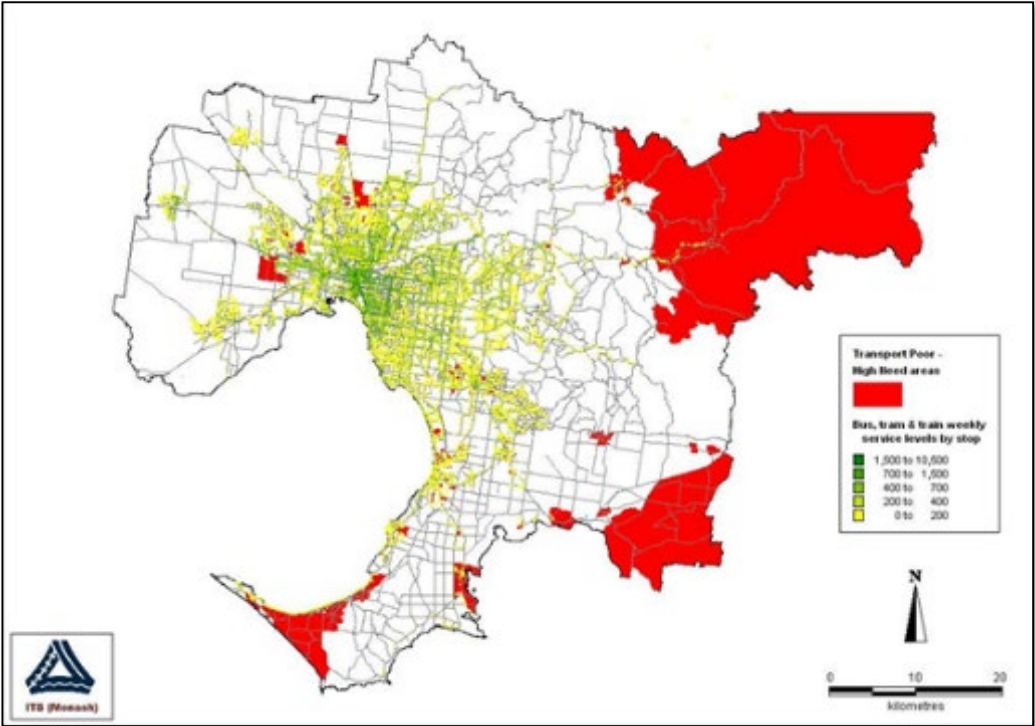 Transport Poor -
High Need areas
Bus, tram & train weekly
service levels by stop
1,500 to 10,500
700 to 1,500
400 to 700
200 to 400
0 to 200
N
0 10 20
kilometres
ITS (Monash)